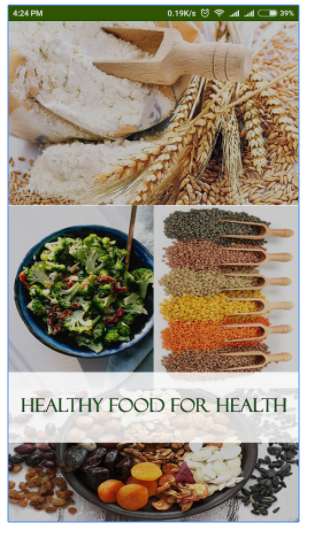 4:24 PM 0.19K/s 39%
HEALTHY FOOD FOR HEALTH